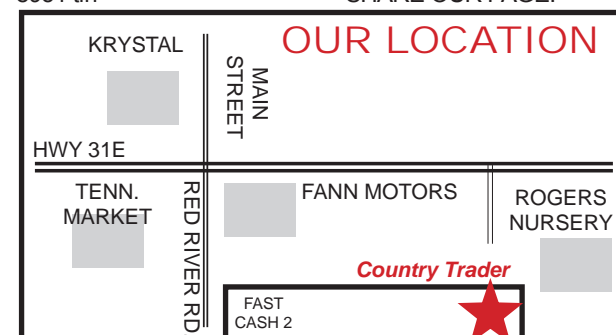 OUR LOCATION
KRYSTAL
MAIN
STREET
HWY 31E
TENN.
MARKET
RED RIVER RD
FANN MOTORS
ROGERS
NURSERY
Country Trader
FAST
CASH 2